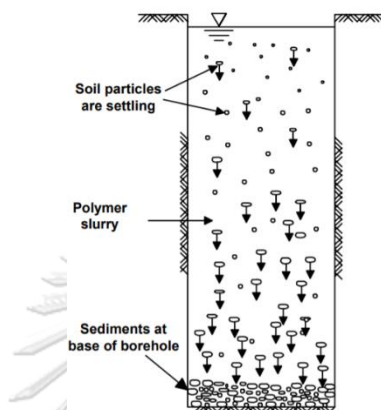 Soil particles
are settling
Polymer
slurry
Sediments at
base of borehole